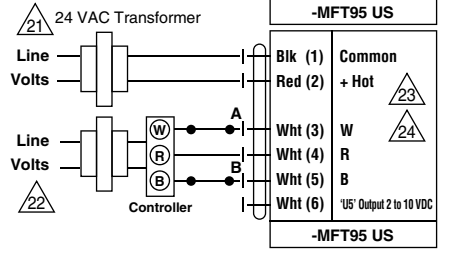 21 24 VAC Transformer
-MFT95 US
Line
Volts
Blk (1) Common
Red (2) + Hot
23
A
Wht (3) W
24
W
Line
Volts
R
Wht (4) R
B
B
Wht (5) B
22
Controller
Wht (6) 'U5' Output 2 to 10 VDC
-MFT95 US